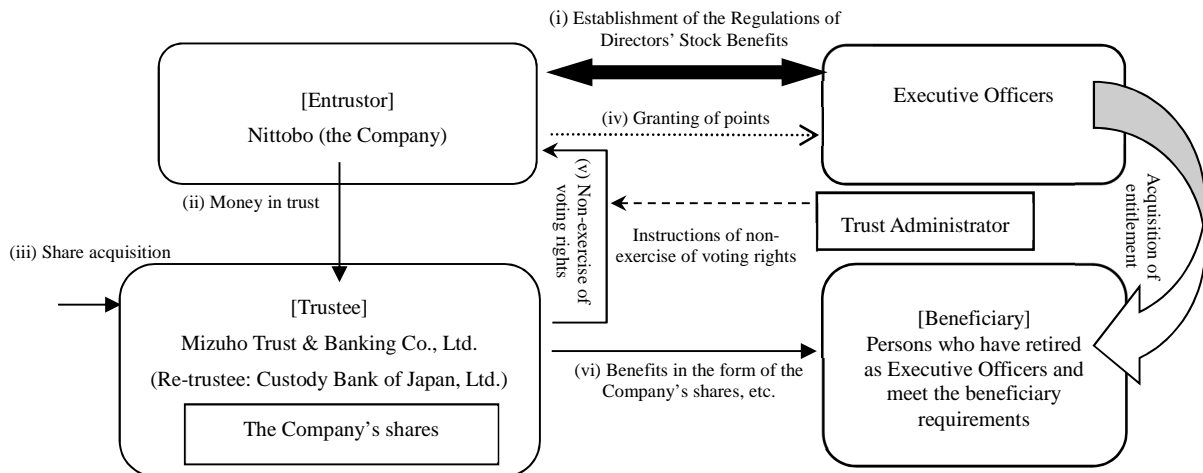 (i) Establishment of the Regulations of
Directors' Stock Benefits
[Entrustor]
Nittobo (the Company)
Executive Officers
(iv) Granting of points
(ii) Money in trust
(v) Non-exercise of
voting rights
Instructions of non-
exercise of voting rights
Trust Administrator
Acquisition of
entitlement
(iii) Share acquisition
[Trustee]
Mizuho Trust & Banking Co., Ltd.
(Re-trustee: Custody Bank of Japan, Ltd.)
The Company's shares
(vi) Benefits in the form of the
Company's shares, etc.
[Beneficiary]
Persons who have retired
as Executive Officers and
meet the beneficiary
requirements